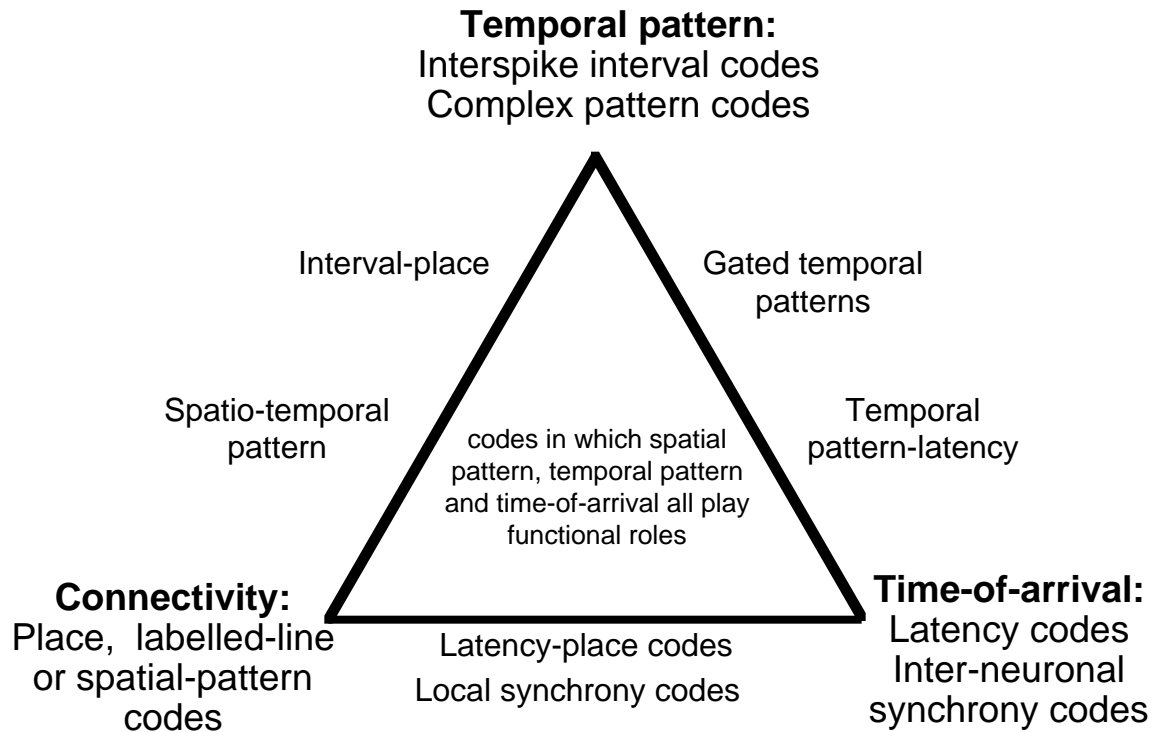 Temporal pattern:
Interspike interval codes
Complex pattern codes
Interval-place
Gated temporal
patterns
Spatio-temporal
pattern
Temporal
pattern-latency
codes in which spatial
pattern, temporal pattern
and time-of-arrival all play
functional roles
Connectivity:
Place, labelled-line
or spatial-pattern
codes
Latency-place codes
Local synchrony codes
Time-of-arrival:
Latency codes
Inter-neuronal
synchrony codes